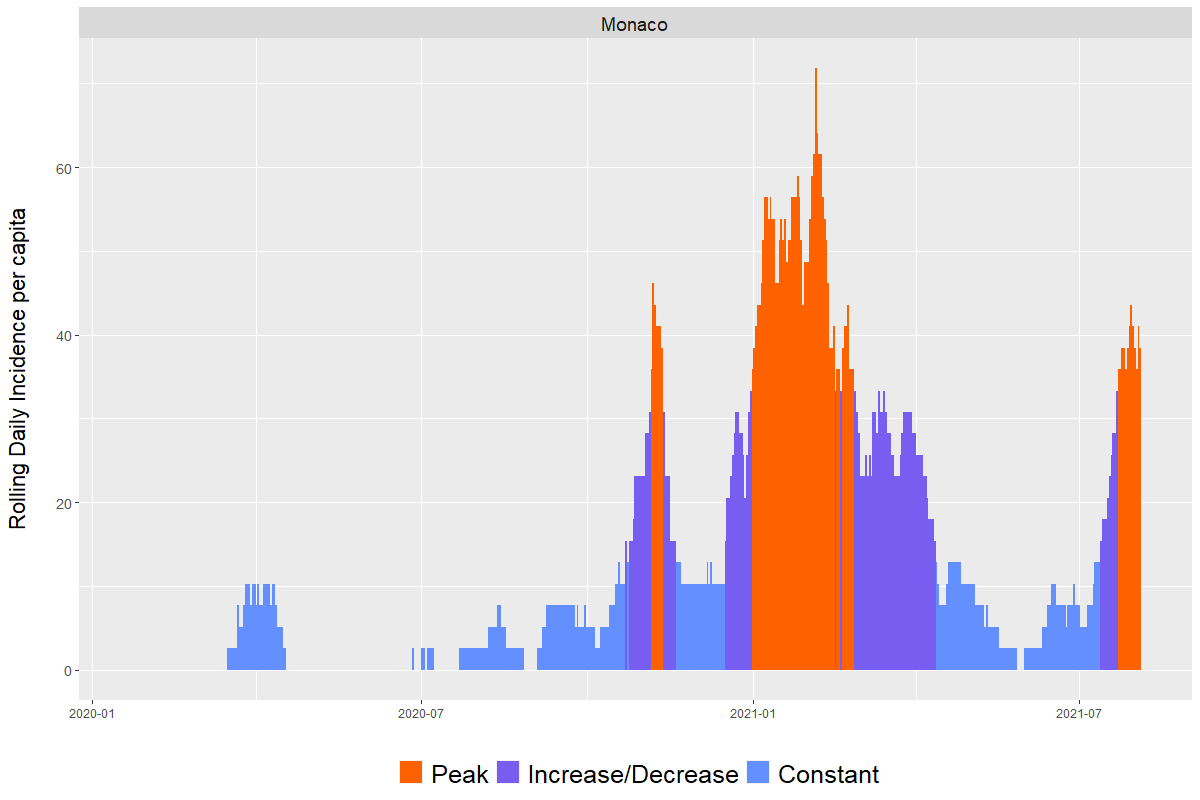 Monaco
Rolling Daily Incidence per capita
60
40
20
0
2020-01 2020-07 2021-01 2021-07
Peak Increase/Decrease Constant